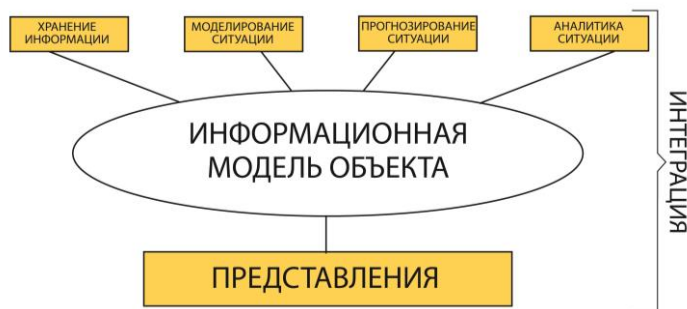 ХРАНЕНИЕ
ИНФОРМАЦИИ
МОДЕЛИРОВАНИЕ
СИТУАЦИИ
ПРОГНОЗИРОВАНИЕ
СИТУАЦИИ
АНАЛИТИКА
СИТУАЦИИ
ИНФОРМАЦИОННАЯ
МОДЕЛЬ ОБЪЕКТА
ПРЕДСТАВЛЕНИЯ
ИНТЕГРАЦИЯ